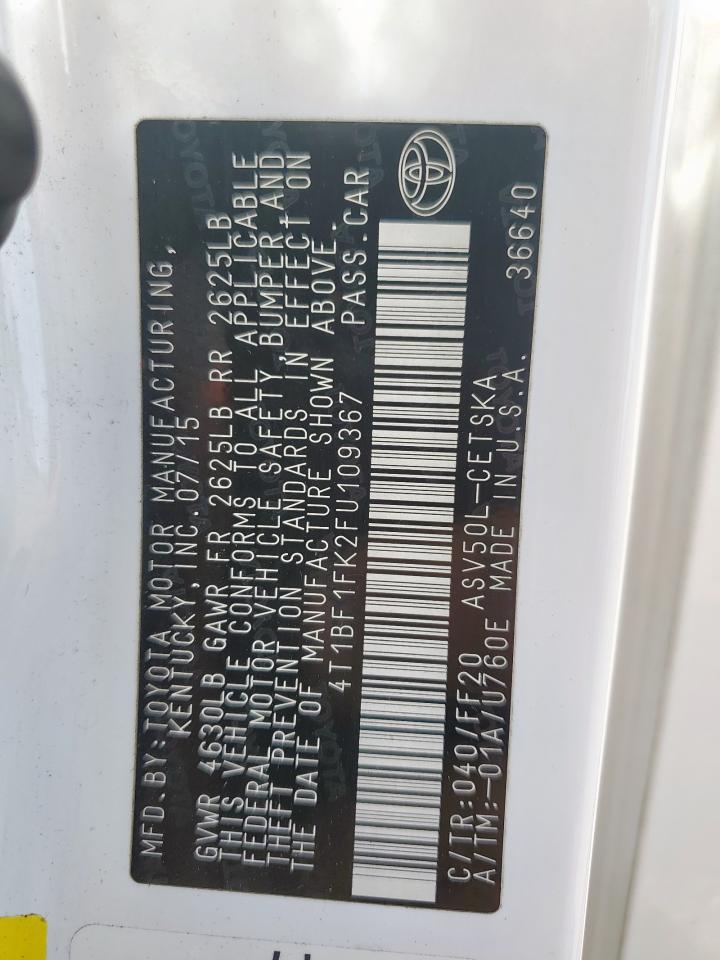 MFD.BY:TOYOTA MOTOR MANUFACTURING,
KENTUCKY, INC.07/15
GVWR 4630LB GAWR FR 2625LB RR 2625LB
THIS VEHICLE CONFORMS TO ALL APPLICABLE
FEDERAL MOTOR VEHICLE SAFETY,BUMPER,AND
THEFT PREVENTION STANDARDS IN EFFECT ON
THE DATE OF MANUFACTURE SHOWN ABOVE.
4T1BF1FK2FU109367 PASS.CAR
C/TR:040/FF20 ASV50L-CETSKA
A/TM:-01A/U760E MADE IN U.S.A. 36640